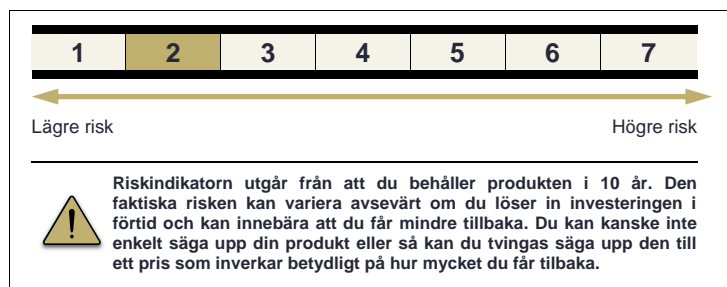 1 2 3 4 5 6 7
Lägre risk Högre risk
Riskindikatorn utgår från att du behåller produkten i 10 år. Den
faktiska risken kan variera avsevärt om du löser in investeringen i
förtid och kan innebära att du får mindre tillbaka. Du kan kanske inte
enkelt säga upp din produkt eller så kan du tvingas säga upp den till
ett pris som inverkar betydligt på hur mycket du får tilbaka.